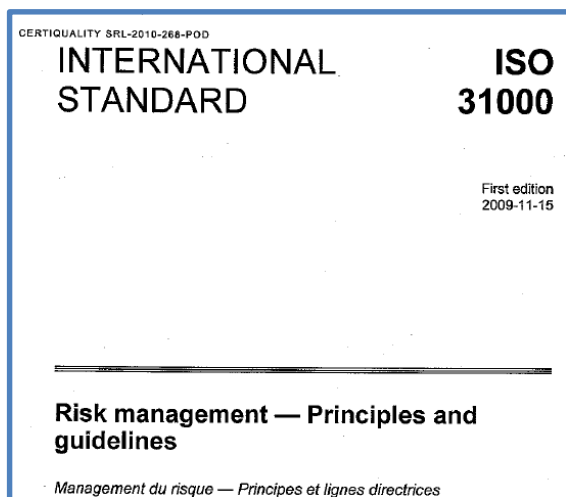 CERTIQUALITY SRL-2010-268-POD
INTERNATIONAL
STANDARD
ISO
31000
First edition
2009-11-15
Risk management — Principles and
guidelines
Management du risque — Principes et lignes directrices